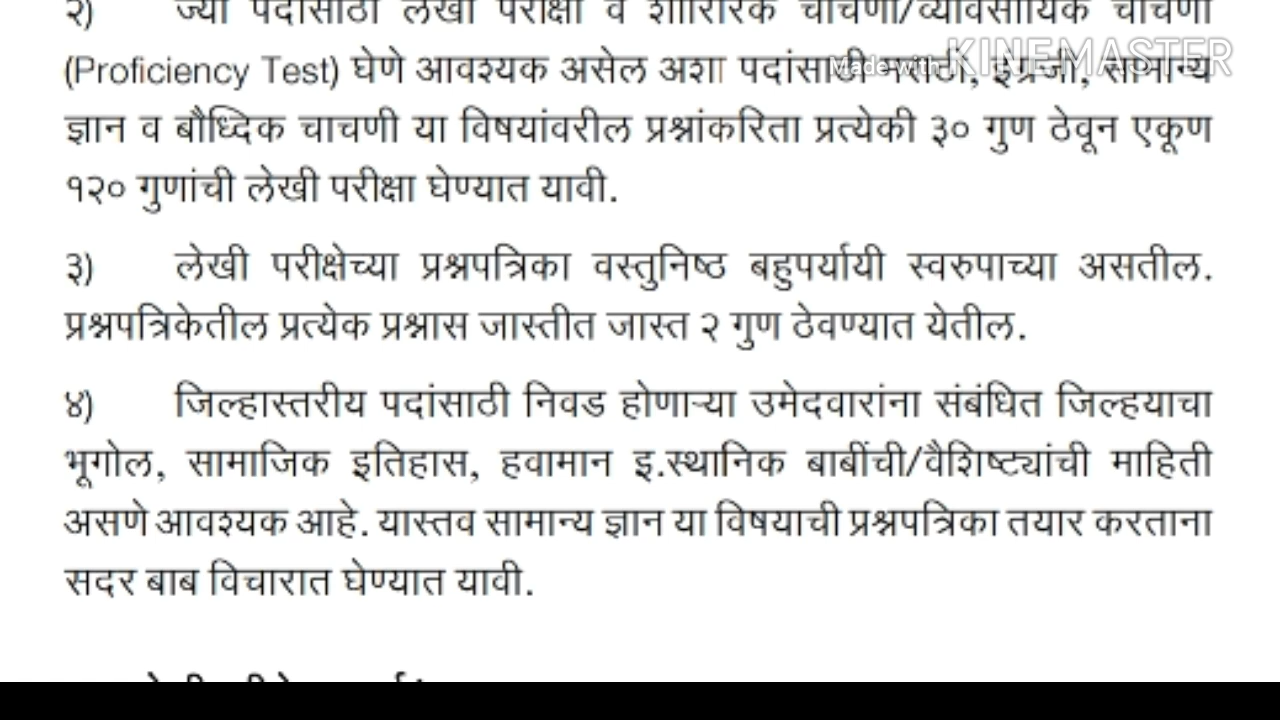 २) ज्या पदांसाठी लेखी परीक्षा व शारिरिक चाचणी/व्यावसायिक चाचणी
(Proficiency Test) घेणे आवश्यक असेल अशा पदांसाठी मराठी, इंग्रजी, सामान्य
Made with KINEMASTER
ज्ञान व बौध्दिक चाचणी या विषयांवरील प्रश्नांकरिता प्रत्येकी ३० गुण ठेवून एकूण
१२० गुणांची लेखी परीक्षा घेण्यात यावी.
३) लेखी परीक्षेच्या प्रश्नपत्रिका वस्तुनिष्ठ बहुपर्यायी स्वरुपाच्या असतील.
प्रश्नपत्रिकेतील प्रत्येक प्रश्नास जास्तीत जास्त २ गुण ठेवण्यात येतील.
४) जिल्हास्तरीय पदांसाठी निवड होणाऱ्या उमेदवारांना संबंधित जिल्हयाचा
भूगोल, सामाजिक इतिहास, हवामान इ.स्थानिक बाबींची/वैशिष्ट्यांची माहिती
असणे आवश्यक आहे. यास्तव सामान्य ज्ञान या विषयाची प्रश्नपत्रिका तयार करताना
सदर बाब विचारात घेण्यात यावी.